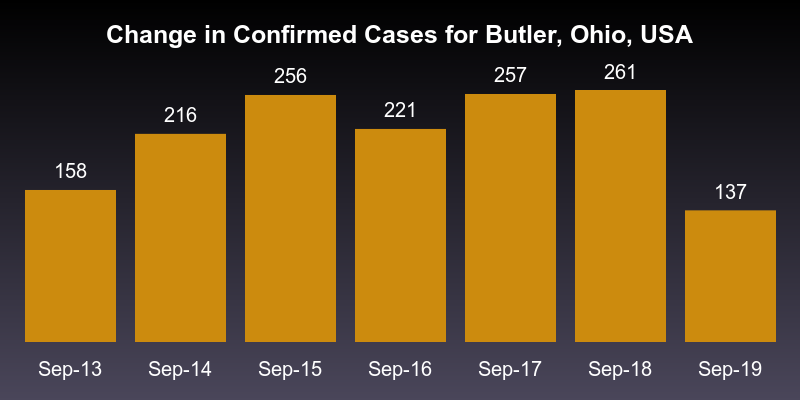 Change in Confirmed Cases for Butler, Ohio, USA
158
216
256
221
257
261
137
Sep-13
Sep-14
Sep-15
Sep-16
Sep-17
Sep-18
Sep-19